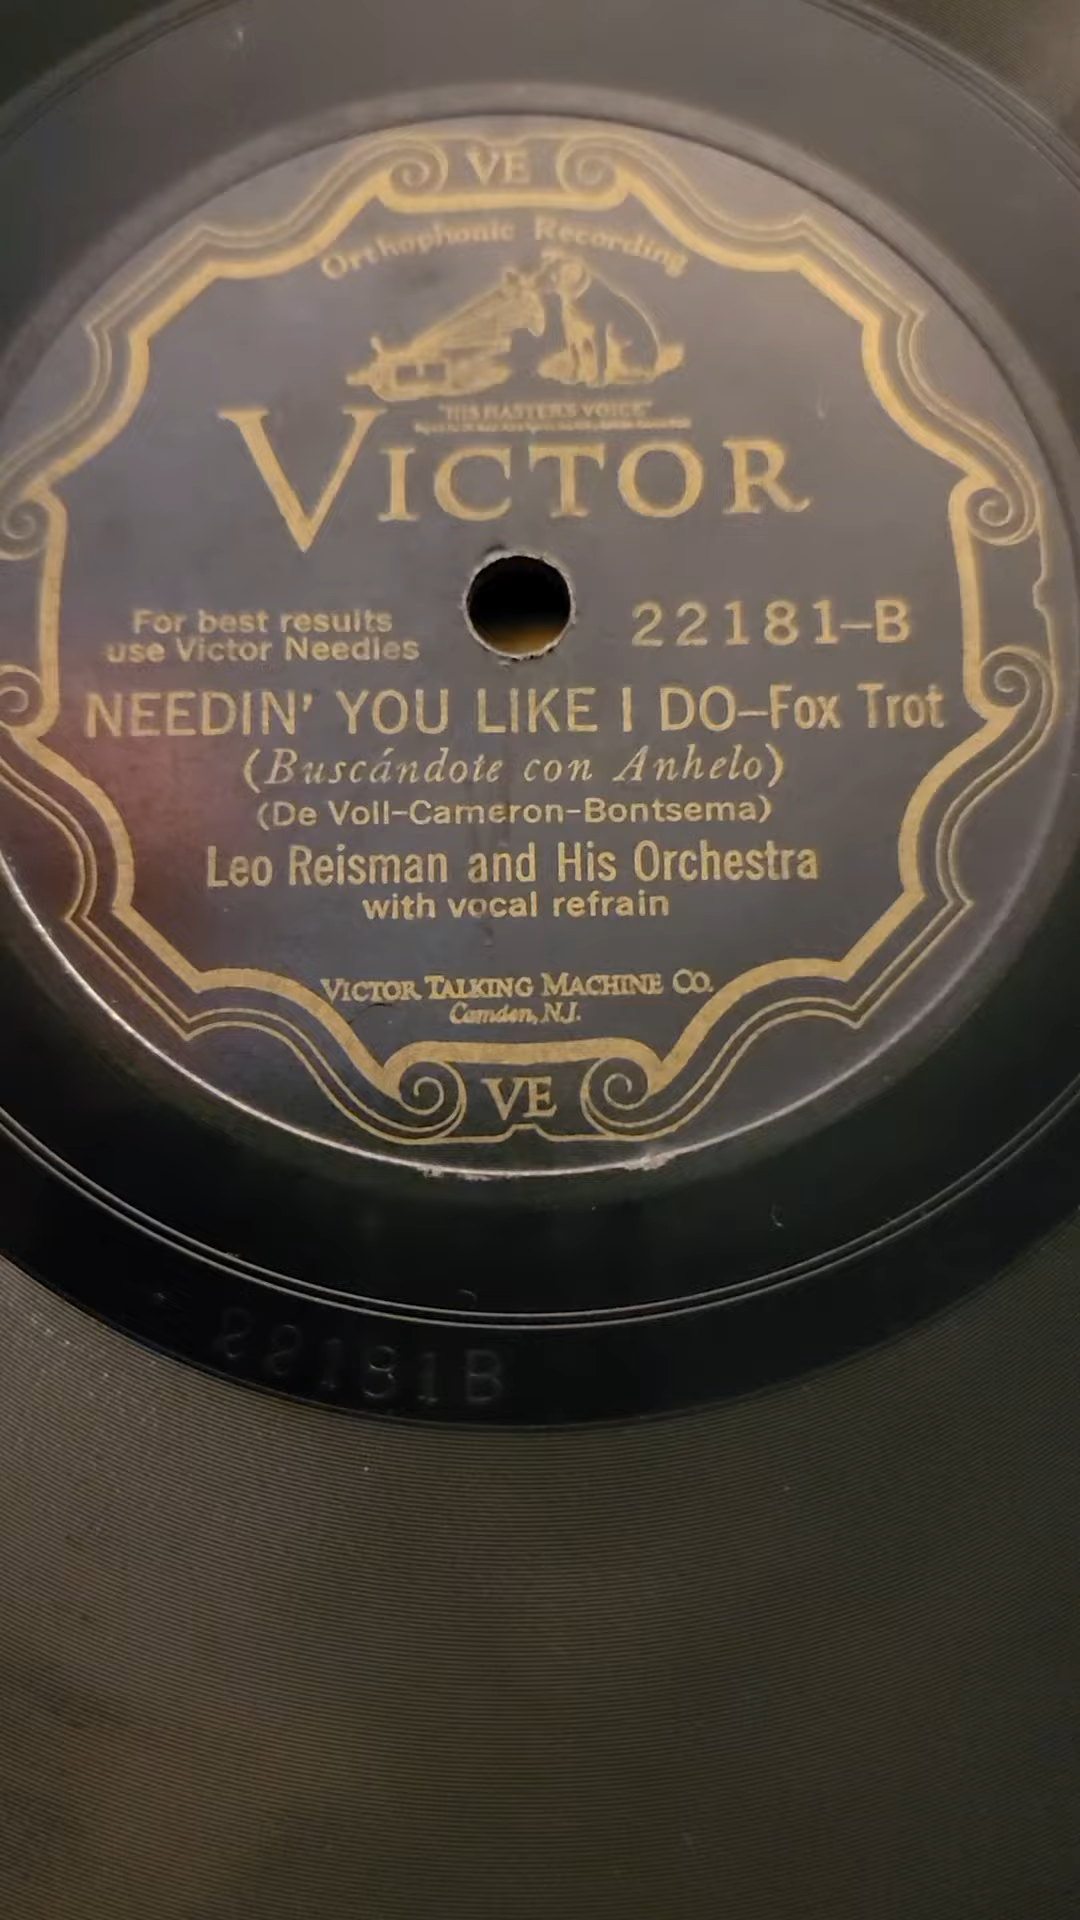 VE
Orthophonic Recording
"HIS MASTER'S VOICE"
VICTOR
For best results
use Victor Needles
22181-B
NEEDIN' YOU LIKE I DO—Fox Trot
(Buscándote con Anhelo)
(De Voll-Cameron-Bontsema)
Leo Reisman and His Orchestra
with vocal refrain
VICTOR TALKING MACHINE CO.
Camden, N.J.
VE
22181B